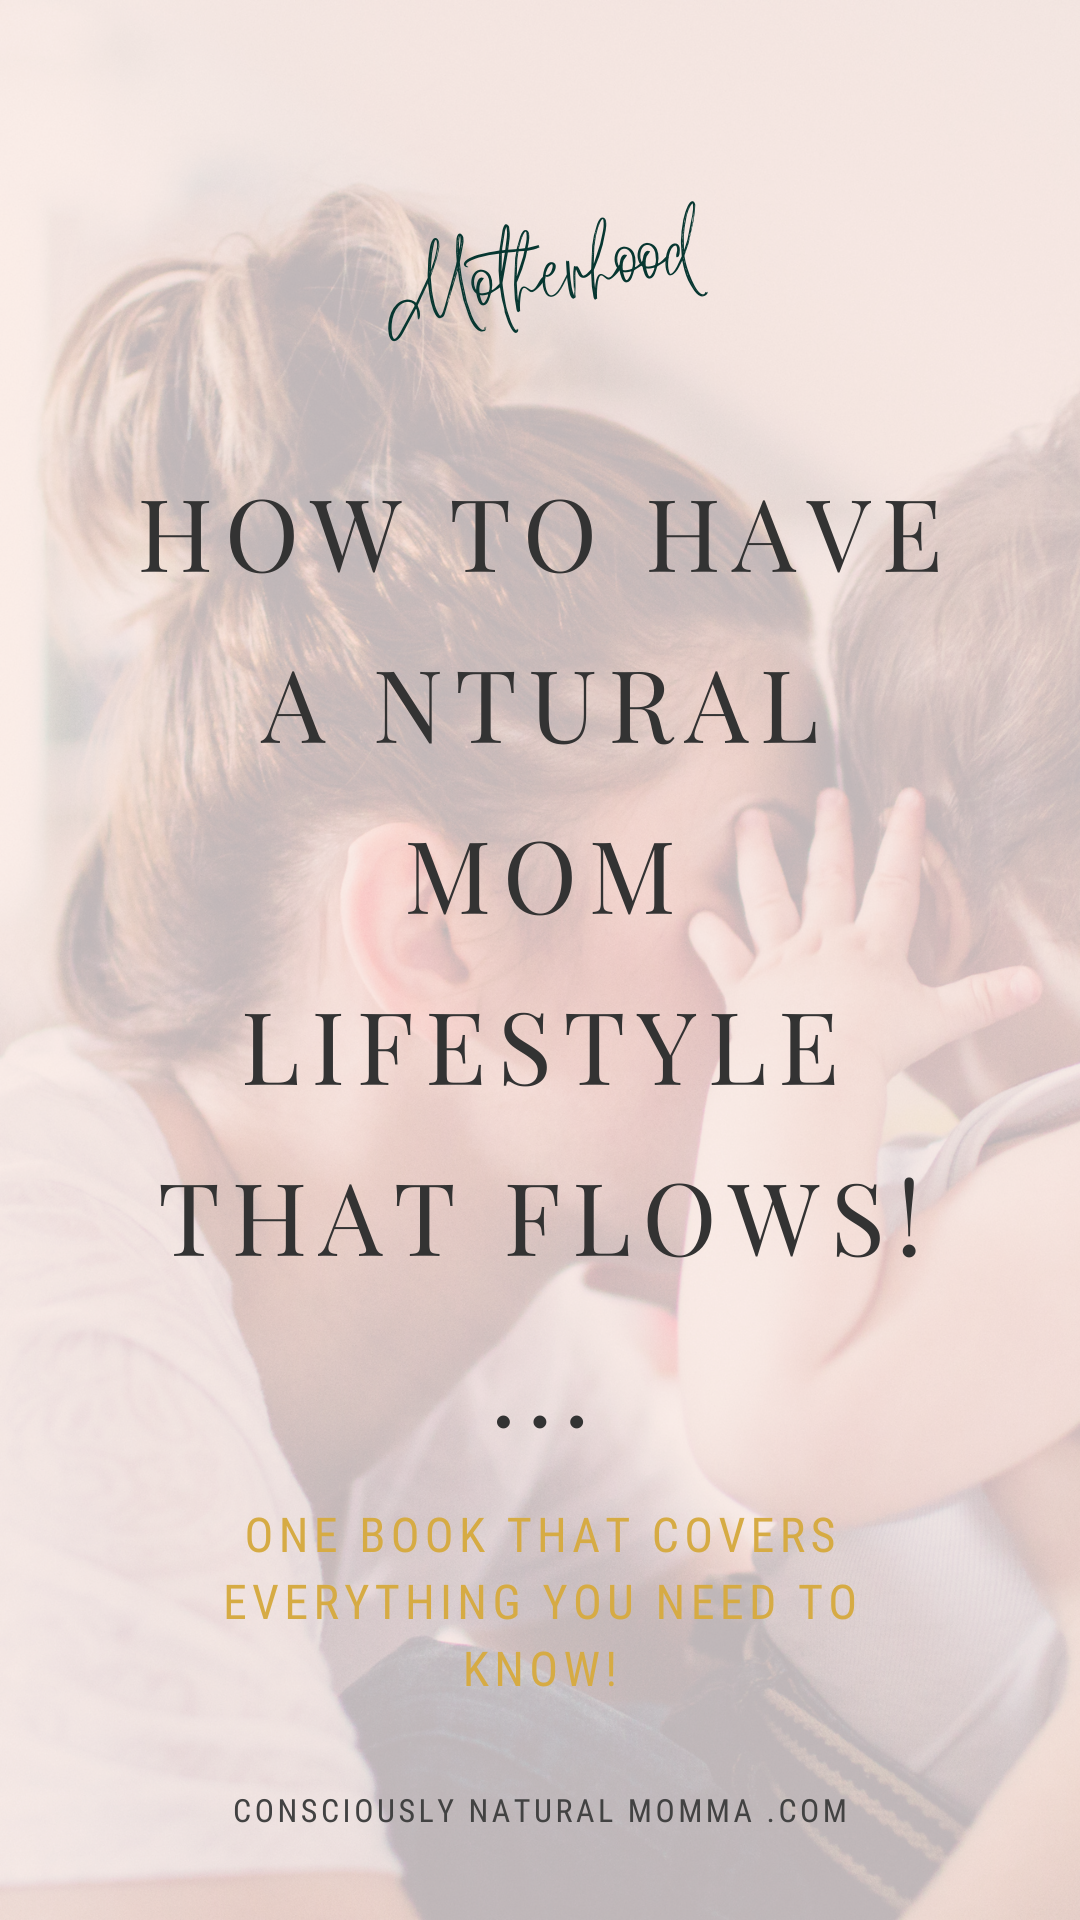 Motherhood
HOW TO HAVE
A NTURAL
MOM
LIFESTYLE
THAT FLOWS!
...
ONE BOOK THAT COVERS
EVERYTHING YOU NEED TO
KNOW!
CONSCIOUSLY NATURAL MOMMA .COM